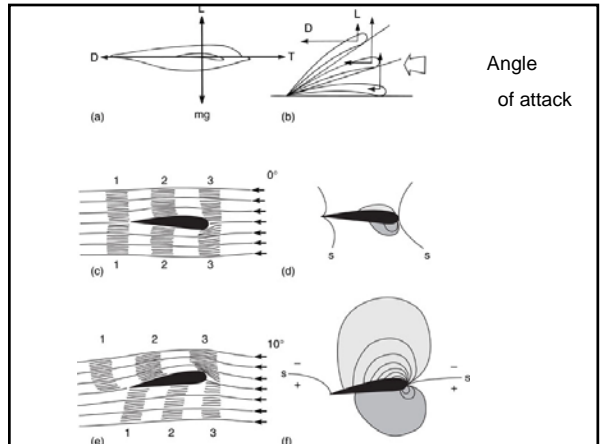 L
D T
mg
(a)
D L
(b)
Angle
of attack
1 2 3 0°
1 2 3
(c)
s s
(d)
1 2 3 10°
1 2 3
(e)
s − + − + s
(f)